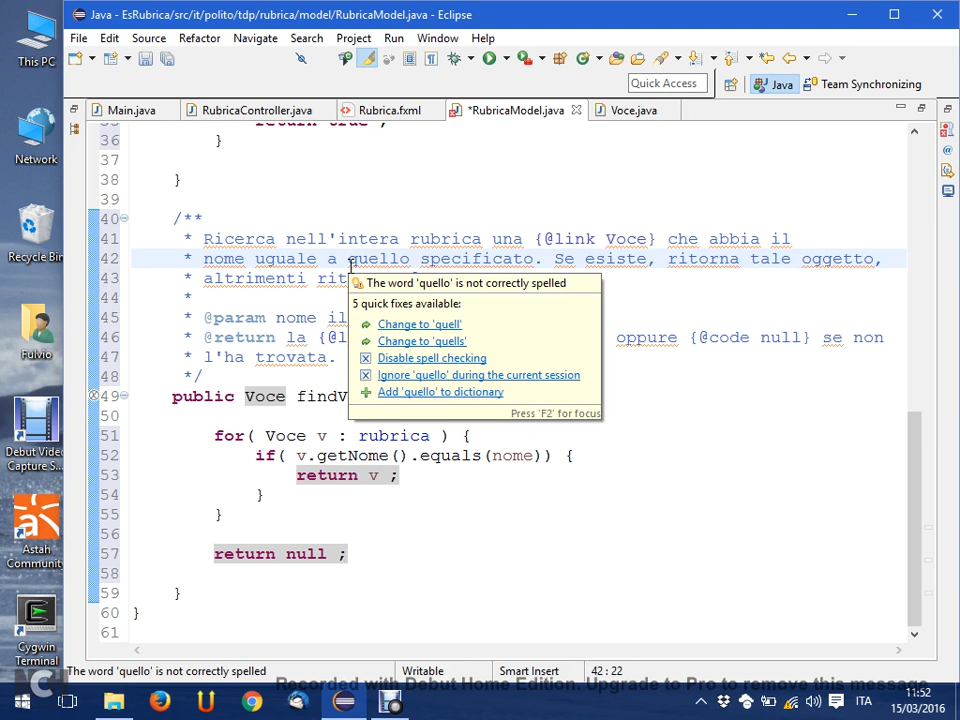 Java - EsRubrica/src/it/polito/tdp/rubrica/model/RubricaModel.java - Eclipse
File Edit Source Refactor Navigate Search Project Run Window Help
Quick Access
Java
Team Synchronizing
Main.java
RubricaController.java
Rubrica.fxml
*RubricaModel.java
Voce.java
36 }
37
38 }
39
40 /**
41 * Ricerca nell'intera rubrica una {@link Voce} che abbia il
42 * nome uguale a quello specificato. Se esiste, ritorna tale oggetto,
43 * altrimenti rit
44 *
45 * @param nome il
46 * @return la {@l oppure {@code null} se non
47 * l'ha trovata.
48 */
49 public Voce findV
50
51 for( Voce v : rubrica ) {
52 if( v.getNome().equals(nome)) {
53 return v ;
54 }
55 }
56
57 return null ;
58
59 }
60 }
61
The word 'quello' is not correctly spelled
5 quick fixes available:
Change to 'quell'
Change to 'quells'
Disable spell checking
Ignore 'quello' during the current session
Add 'quello' to dictionary
Press 'F2' for focus
The word 'quello' is not correctly spelled
Writable
Smart Insert
42 : 22
This PC
Network
Recycle Bin
Fulvio
Debut Video
Capture S...
Astah
Community
Cygwin
Terminal
Recorded with Debut Home Edition. Upgrade to Pro to remove this message
ITA
11:52
15/03/2016